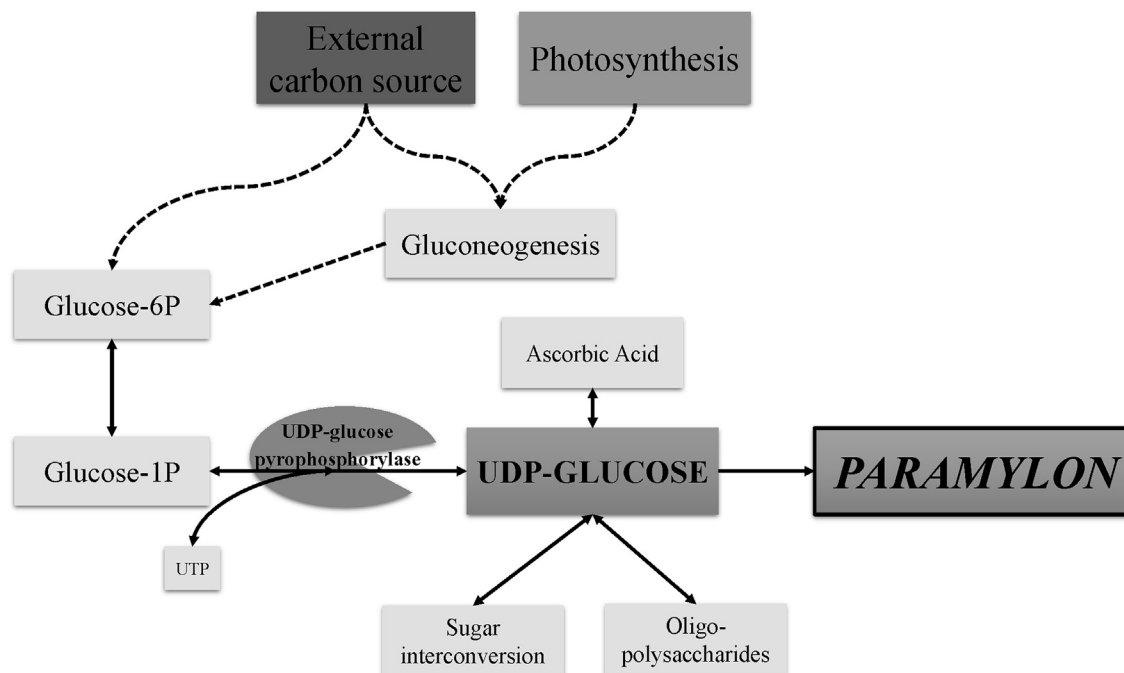 External
carbon source
Photosynthesis
Gluconeogenesis
Glucose-6P
Ascorbic Acid
UDP-glucose
pyrophosphorylase
Glucose-1P
UDP-GLUCOSE
PARAMYLON
UTP
Sugar
interconversion
Oligo-
polysaccharides